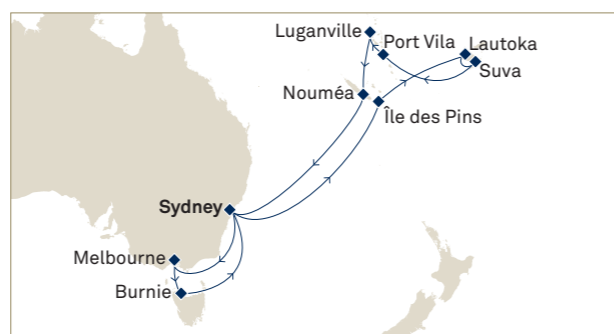 Luganville
Port Vila
Lautoka
Suva
Nouméa
Île des Pins
Sydney
Melbourne
Burnie